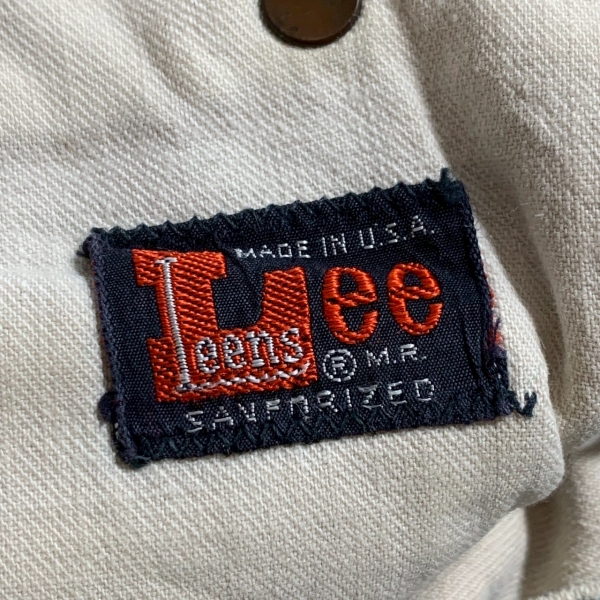 MADE IN U.S.A.
Lee
Leens
® M.R.
SANFORIZED